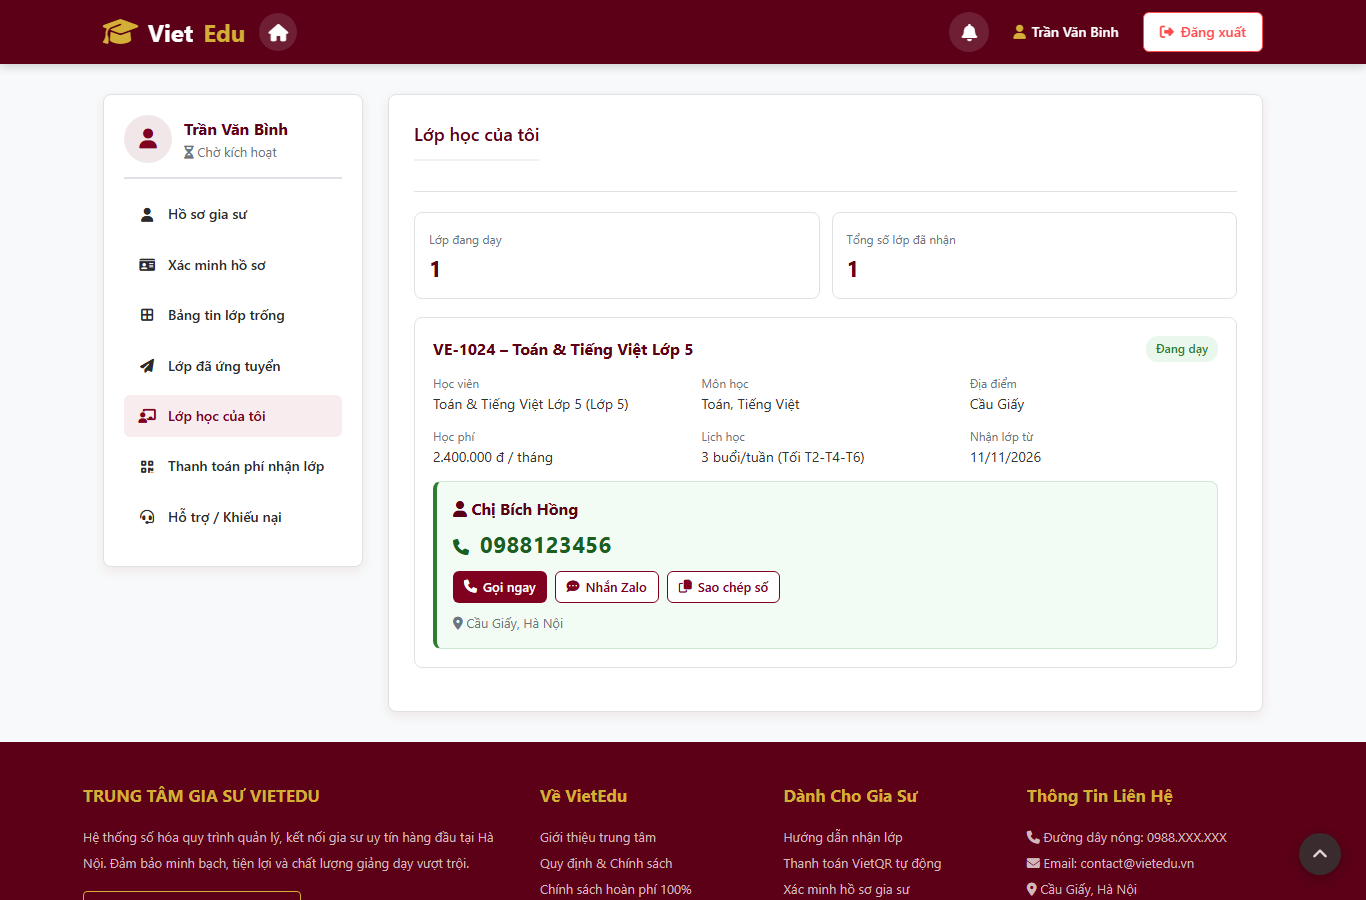 Viet Edu
Trần Văn Bình
Đăng xuất
Trần Văn Bình
Chờ kích hoạt
Hồ sơ gia sư
Xác minh hồ sơ
Bảng tin lớp trống
Lớp đã ứng tuyển
Lớp học của tôi
Thanh toán phí nhận lớp
Hỗ trợ / Khiếu nại
Lớp học của tôi
Lớp đang dạy
1
Tổng số lớp đã nhận
1
VE-1024 – Toán & Tiếng Việt Lớp 5
Đang dạy
Học viên
Toán & Tiếng Việt Lớp 5 (Lớp 5)
Môn học
Toán, Tiếng Việt
Địa điểm
Cầu Giấy
Học phí
2.400.000 đ / tháng
Lịch học
3 buổi/tuần (Tối T2-T4-T6)
Nhận lớp từ
11/11/2026
Chị Bích Hồng
0988123456
Gọi ngay
Nhắn Zalo
Sao chép số
Cầu Giấy, Hà Nội
TRUNG TÂM GIA SƯ VIETEDU
Hệ thống số hóa quy trình quản lý, kết nối gia sư uy tín hàng đầu tại Hà
Nội. Đảm bảo minh bạch, tiện lợi và chất lượng giảng dạy vượt trội.
Về VietEdu
Giới thiệu trung tâm
Quy định & Chính sách
Chính sách hoàn phí 100%
Dành Cho Gia Sư
Hướng dẫn nhận lớp
Thanh toán VietQR tự động
Xác minh hồ sơ gia sư
Thông Tin Liên Hệ
Đường dây nóng: 0988.XXX.XXX
Email: contact@vietedu.vn
Cầu Giấy, Hà Nội